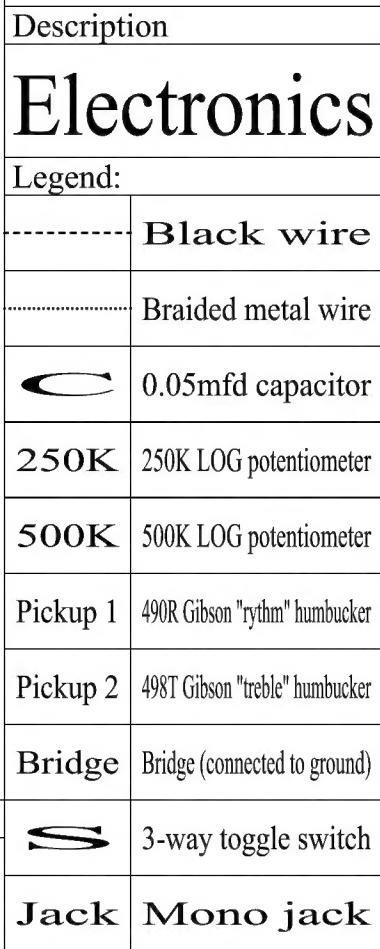 Description
Electronics
Legend:
Black wire
Braided metal wire
C 0.05mfd capacitor
250K 250K LOG potentiometer
500K 500K LOG potentiometer
Pickup 1 490R Gibson "rythm" humbucker
Pickup 2 498T Gibson "treble" humbucker
Bridge Bridge (connected to ground)
S 3-way toggle switch
Jack Mono jack